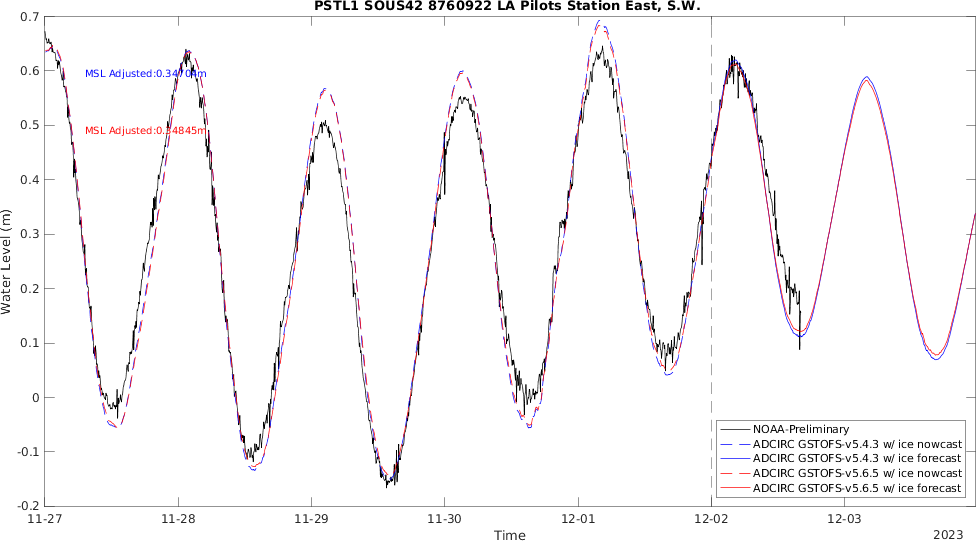 PSTL1 SOUS42 8760922 LA Pilots Station East, S.W.
0.7
0.6
0.5
0.4
0.3
0.2
0.1
0
-0.1
-0.2
Water Level (m)
MSL Adjusted:0.34704m
MSL Adjusted:0.34845m
NOAA-Preliminary
ADCIRC GSTOFS-v5.4.3 w/ ice nowcast
ADCIRC GSTOFS-v5.4.3 w/ ice forecast
ADCIRC GSTOFS-v5.6.5 w/ ice nowcast
ADCIRC GSTOFS-v5.6.5 w/ ice forecast
11-27 11-28 11-29 11-30 12-01 12-02 12-03
Time
2023